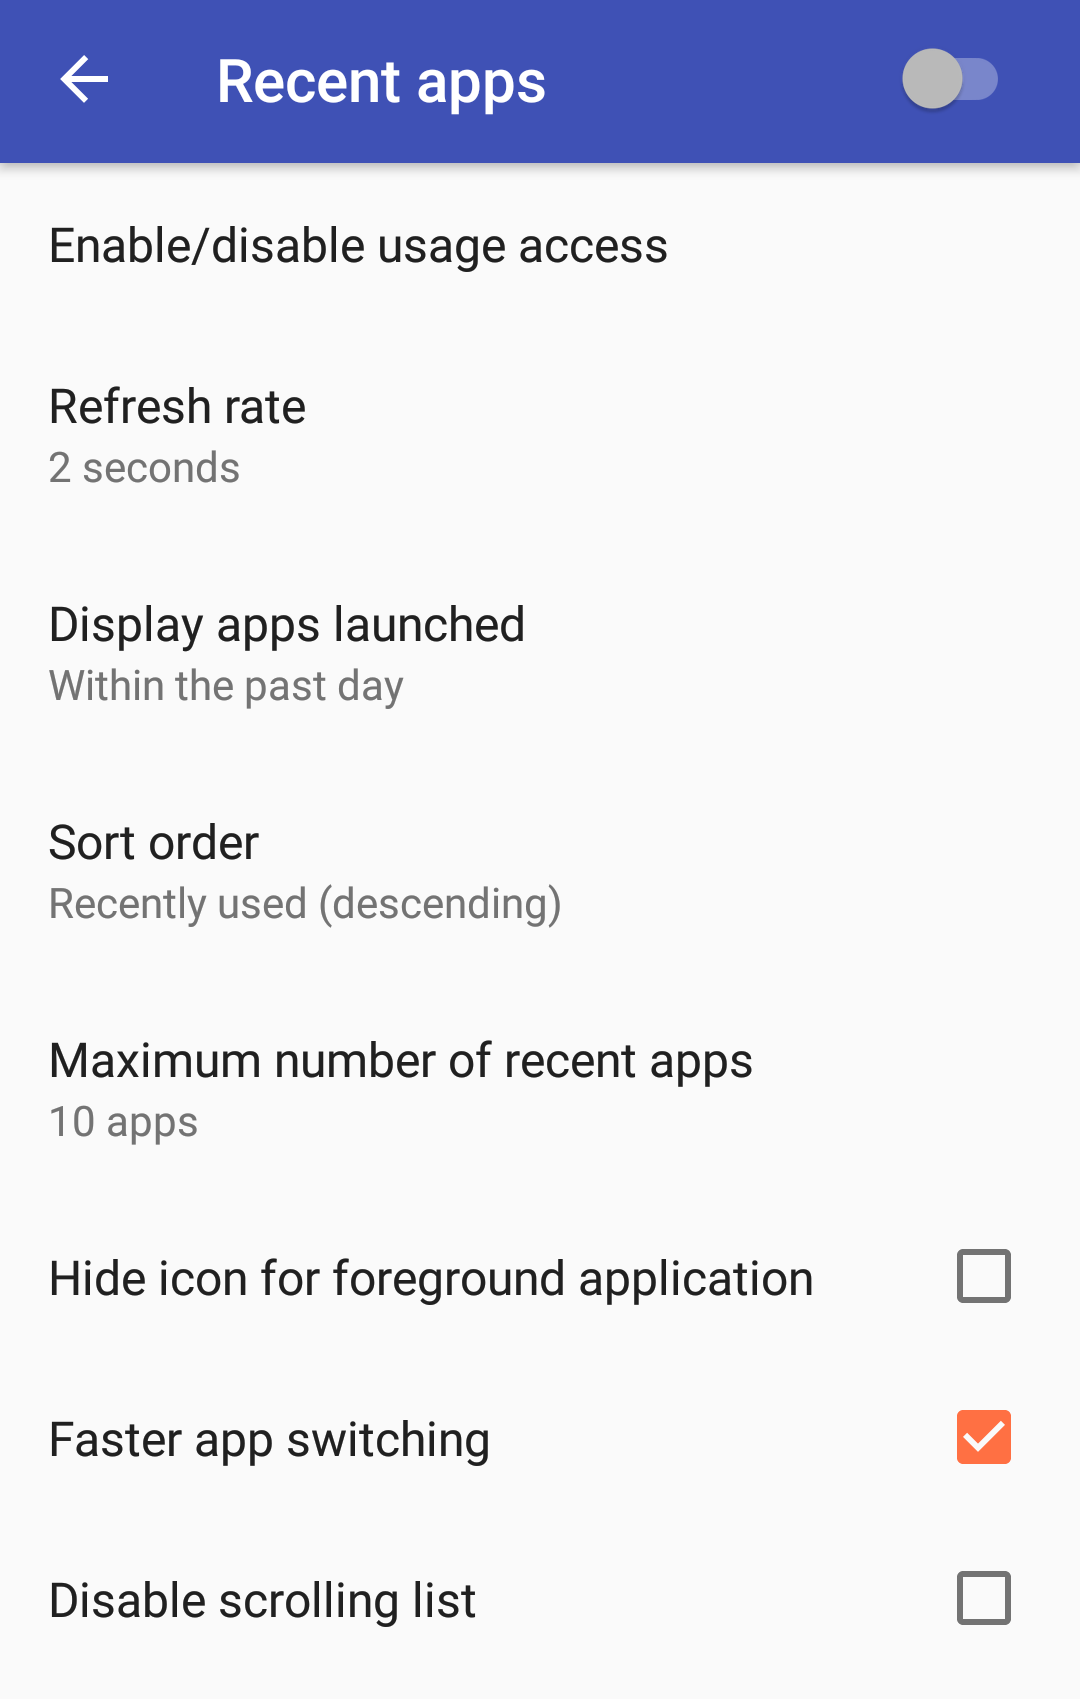 Recent apps
Enable/disable usage access
Refresh rate
2 seconds
Display apps launched
Within the past day
Sort order
Recently used (descending)
Maximum number of recent apps
10 apps
Hide icon for foreground application
Faster app switching
Disable scrolling list